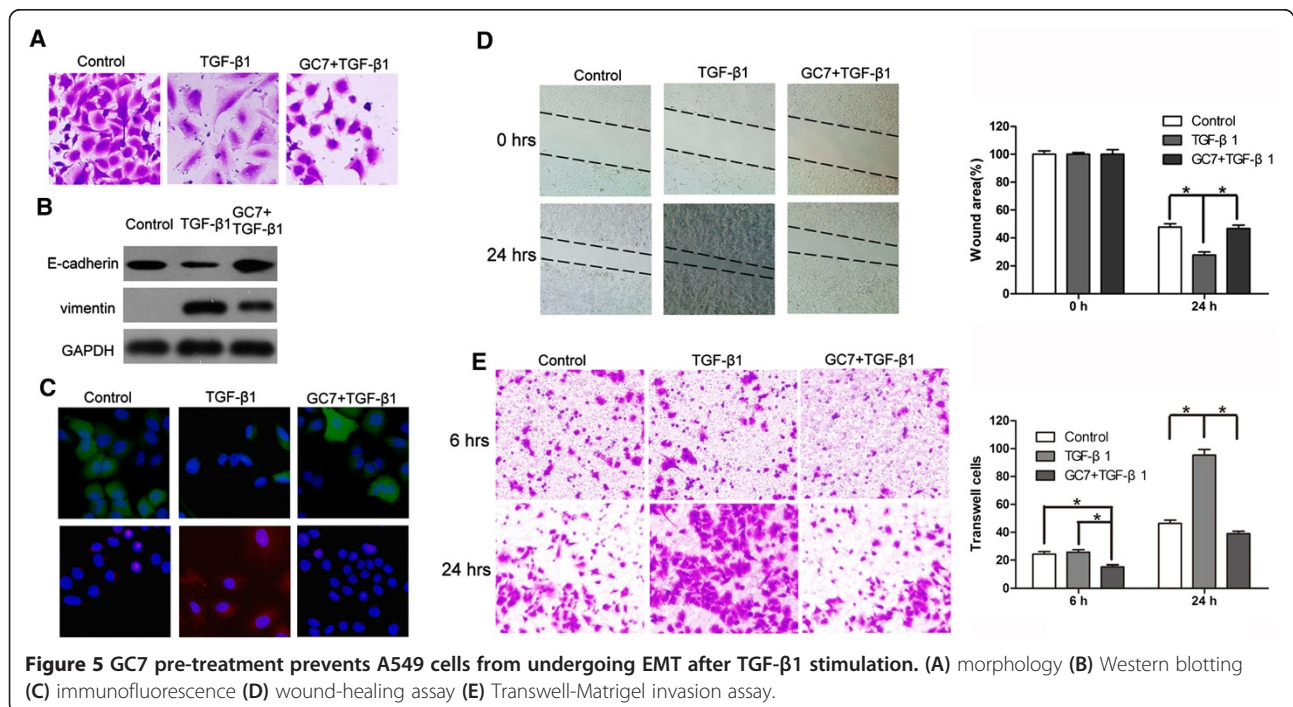 A
Control TGF-β1 GC7+TGF-β1
B
Control TGF-β1 GC7+
TGF-β1
E-cadherin
vimentin
GAPDH
C
Control TGF-β1 GC7+TGF-β1
D
Control TGF-β1 GC7+TGF-β1
0 hrs
24 hrs
120
100
80
60
40
20
0
Wound area(%)
Control
TGF-β 1
GC7+TGF-β 1
* *
0 h 24 h
E
Control TGF-β1 GC7+TGF-β1
6 hrs
24 hrs
120
100
80
60
40
20
0
Transwell cells
Control
TGF-β 1
GC7+TGF-β 1
* *
*
*
6 h 24 h
Figure 5 GC7 pre-treatment prevents A549 cells from undergoing EMT after TGF-β1 stimulation. (A) morphology (B) Western blotting
(C) immunofluorescence (D) wound-healing assay (E) Transwell-Matrigel invasion assay.